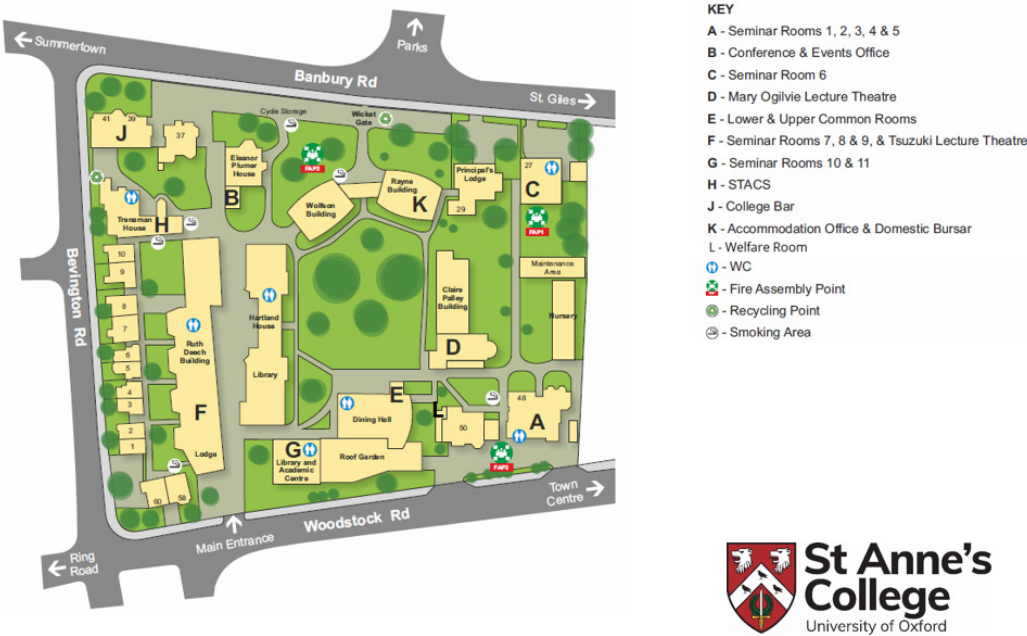 Summertown
Parks
Banbury Rd
St. Giles
41
39
J
37
Cycle Storage
Wicket
Gate
FAP2
Eleanor
Plumer
House
B
Wolfson
Building
Rayne
Building
K
Principal's
Lodge
29
27
C
FAP1
Trenaman
House
H
Bevington Rd
10
9
8
7
6
5
4
3
2
1
Ruth
Deech
Building
F
Lodge
60
58
Hartland
House
Library
Claire
Palley
Building
D
Maintenance
Area
Nursery
E
Dining Hall
L
50
48
A
G
Library and
Academic
Centre
Roof Garden
FAP3
Town
Centre
Woodstock Rd
Main Entrance
Ring
Road
KEY
A - Seminar Rooms 1, 2, 3, 4 & 5
B - Conference & Events Office
C - Seminar Room 6
D - Mary Ogilvie Lecture Theatre
E - Lower & Upper Common Rooms
F - Seminar Rooms 7, 8 & 9, & Tsuzuki Lecture Theatre
G - Seminar Rooms 10 & 11
H - STACS
J - College Bar
K - Accommodation Office & Domestic Bursar
L - Welfare Room
- WC
- Fire Assembly Point
- Recycling Point
- Smoking Area
St Anne's
College
University of Oxford